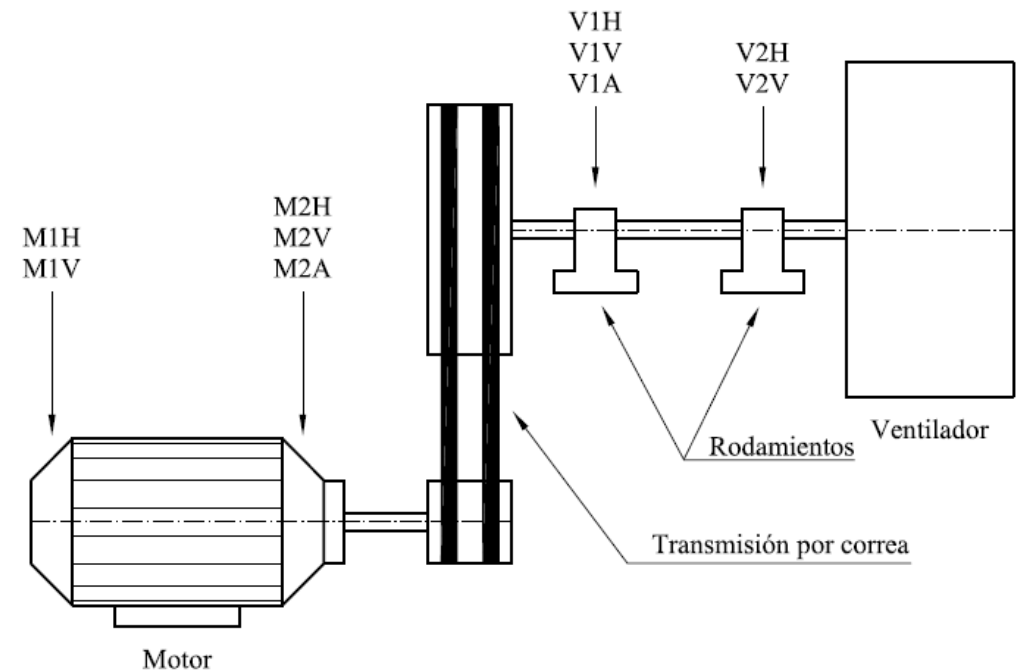 V1H
V1V
V1A
V2H
V2V
M2H
M2V
M2A
M1H
M1V
Ventilador
Rodamientos
Transmisión por correa
Motor